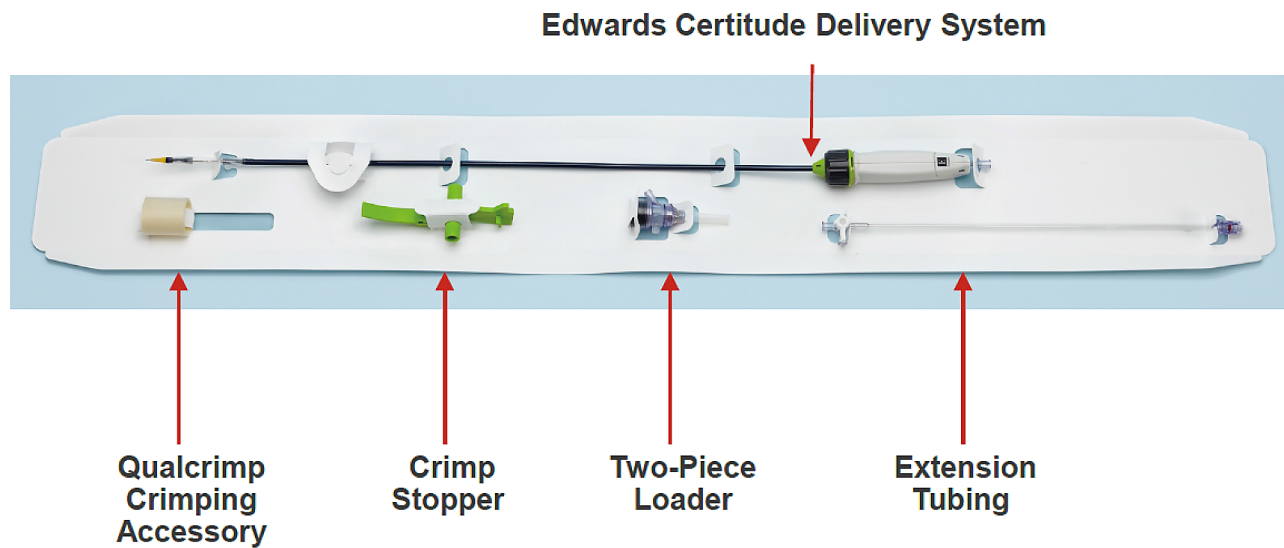 Edwards Certitude Delivery System
Qualcrimp
Crimping
Accessory
Crimp
Stopper
Two-Piece
Loader
Extension
Tubing